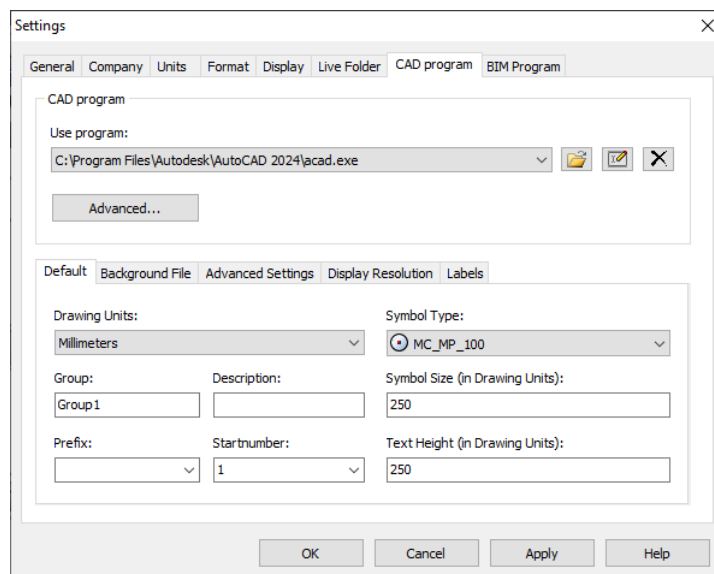 Settings
General Company Units Format Display Live Folder CAD program BIM Program
CAD program
Use program:
C:\Program Files\Autodesk\AutoCAD 2024\acad.exe
Advanced...
Default Background File Advanced Settings Display Resolution Labels
Drawing Units: Symbol Type:
Millimeters MC_MP_100
Group: Description: Symbol Size (in Drawing Units):
Group1 250
Prefix: Startnumber: Text Height (in Drawing Units):
1 250
OK Cancel Apply Help